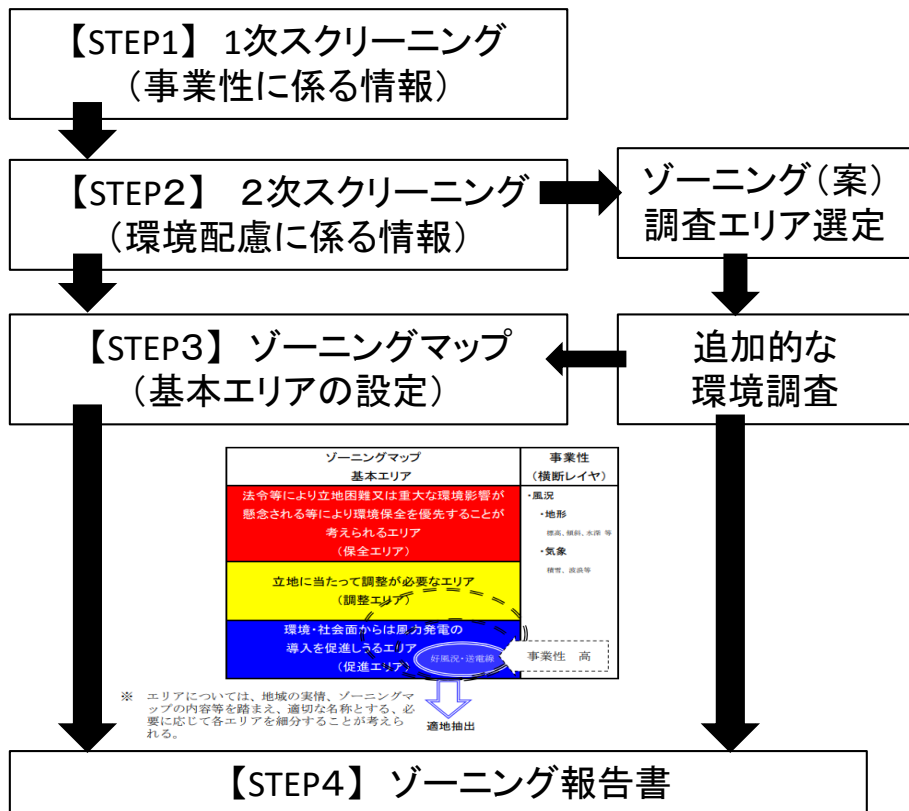 【STEP1】 1次スクリーニング
（事業性に係る情報）
【STEP２】 ２次スクリーニング
（環境配慮に係る情報）
ゾーニング（案）
調査エリア選定
【STEP３】 ゾーニングマップ
（基本エリアの設定）
追加的な
環境調査
ゾーニングマップ
基本エリア
事業性
（横断レイヤ）
法令等により立地困難又は重大な環境影響が
懸念される等により環境保全を優先することが
考えられるエリア
（保全エリア）
・風況
・地形
標高、傾斜、水深 等
・気象
積雪、波浪等
立地に当たって調整が必要なエリア
（調整エリア）
環境・社会面からは風力発電の
導入を促進しうるエリア
（促進エリア）
好風況・送電線
事業性 高
※ エリアについては、地域の実情、ゾーニングマ
ップの内容等を踏まえ、適切な名称とする、必
要に応じて各エリアを細分することが考えら
れる。
適地抽出
【STEP４】 ゾーニング報告書